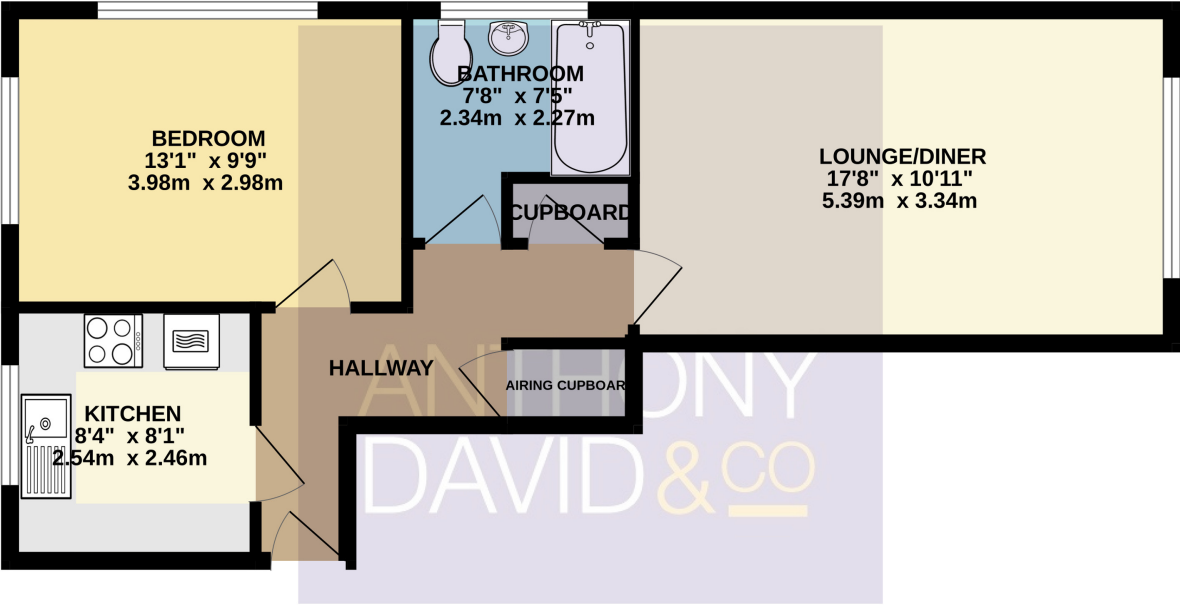 BEDROOM
13'1" x 9'9"
3.98m x 2.98m
BATHROOM
7'8" x 7'5"
2.34m x 2.27m
CUPBOARD
LOUNGE/DINER
17'8" x 10'11"
5.39m x 3.34m
HALLWAY
AIRING CUPBOAR
KITCHEN
8'4" x 8'1"
2.54m x 2.46m
ANTHONY
DAVID&CO